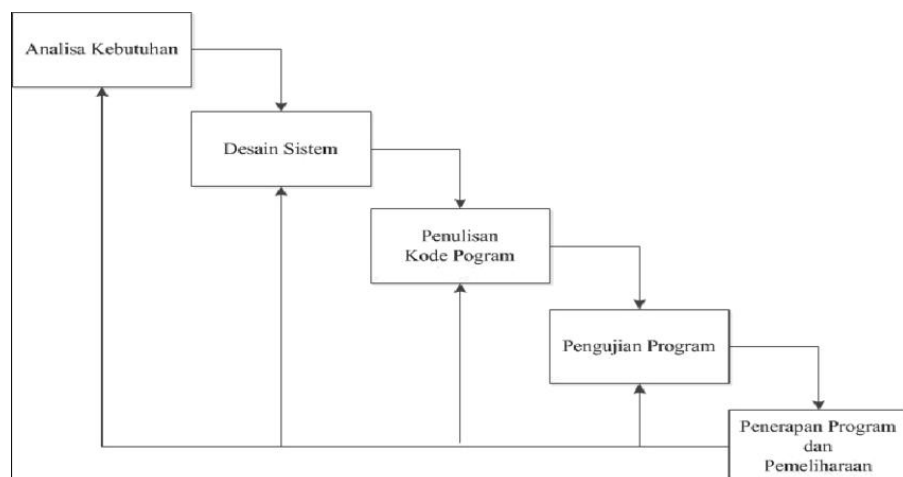 Analisa Kebutuhan
Desain Sistem
Penulisan
Kode Pogram
Pengujian Program
Penerapan Program
dan
Pemeliharaan